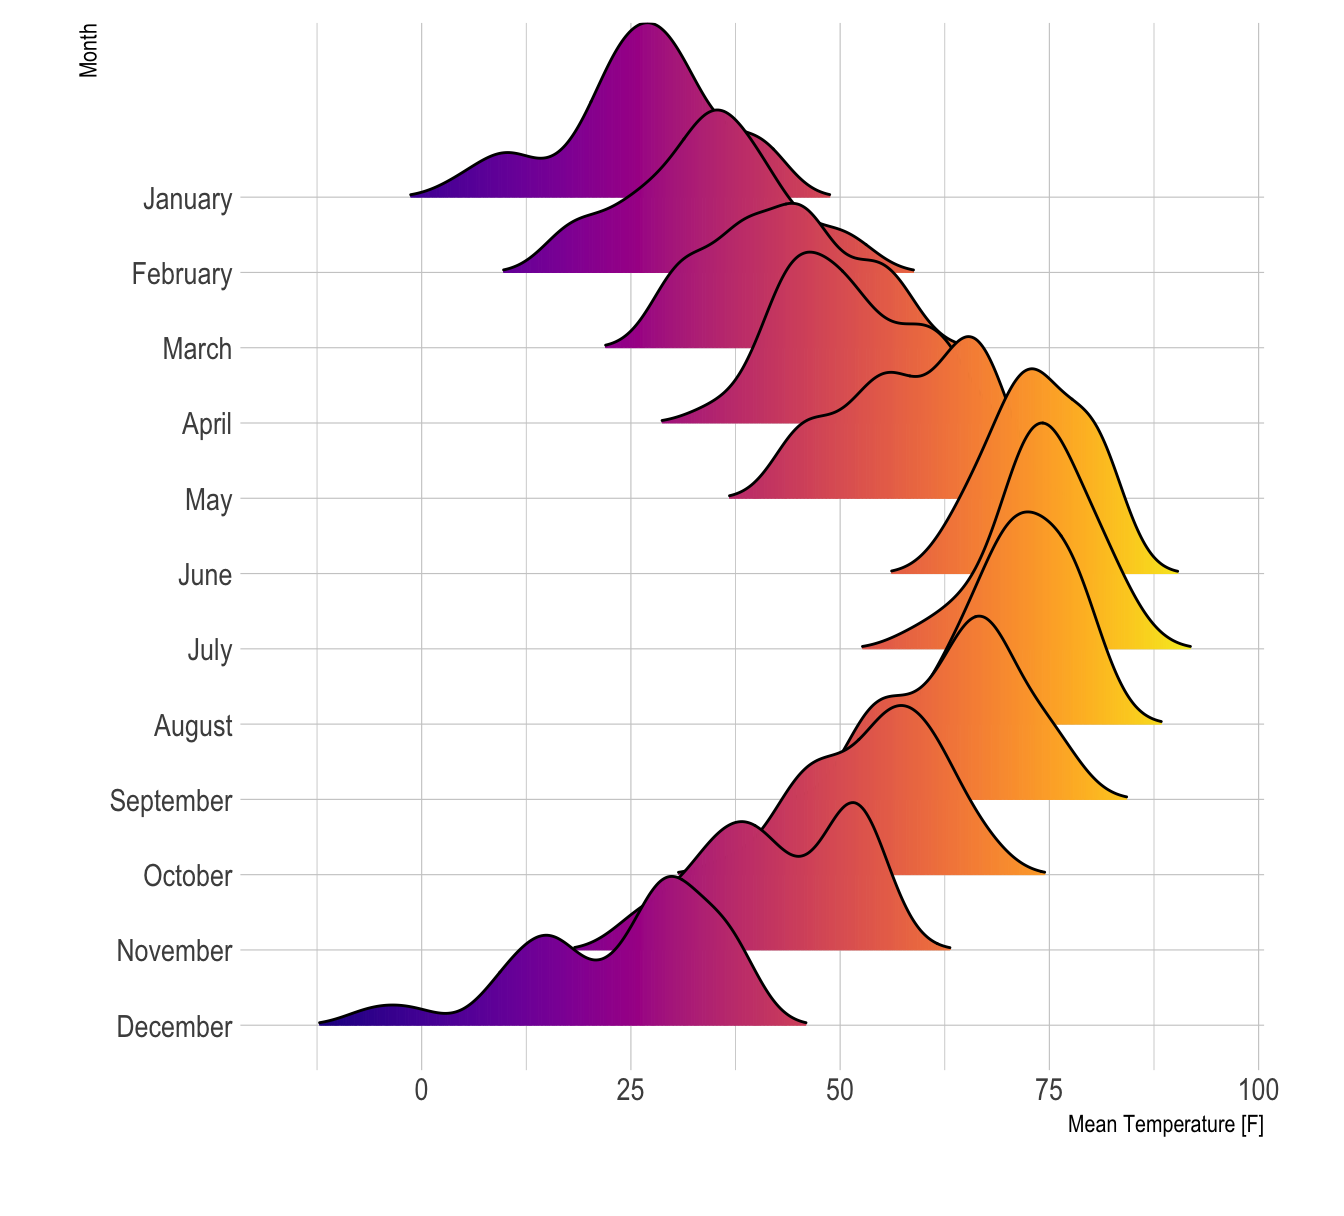 Month
January
February
March
April
May
June
July
August
September
October
November
December
0 25 50 75 100
Mean Temperature [F]